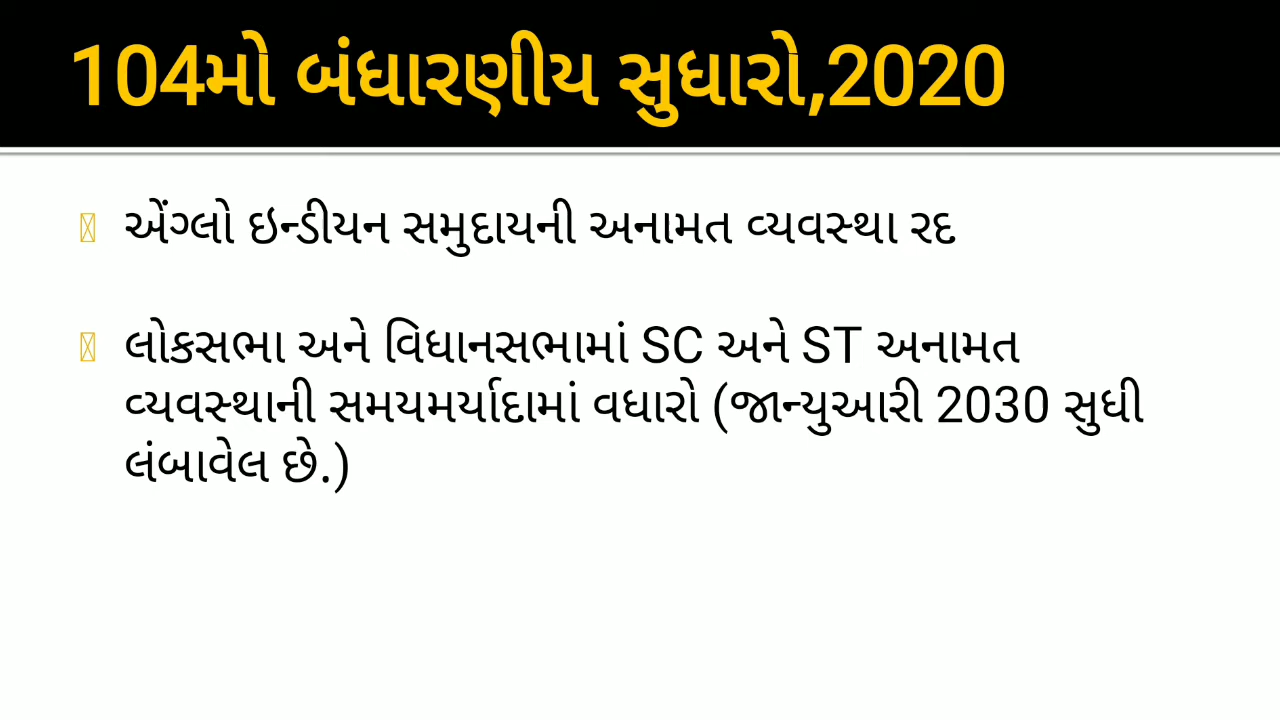 104મો બંધારણીય સુધારો,2020
એંગ્લો ઇન્ડીયન સમુદાયની અનામત વ્યવસ્થા રદ
લોકસભા અને વિધાનસભામાં SC અને ST અનામત
વ્યવસ્થાની સમયમર્યાદામાં વધારો (જાન્યુઆરી 2030 સુધી
લંબાવેલ છે.)